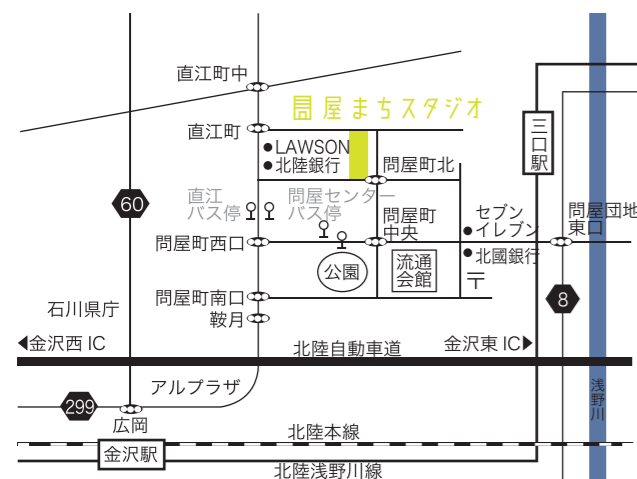 直江町中
問屋まちスタジオ
直江町
LAWSON
北陸銀行
問屋町北
三口駅
60
直江
バス停
問屋センター
バス停
問屋町
中央
セブン
イレブン
問屋団地
東口
問屋町西口
公園
流通
会館
北國銀行
〒
問屋町南口
8
石川県庁
鞍月
金沢西 IC
北陸自動車道
金沢東 IC
アルプラザ
浅野川
299
広岡
北陸本線
金沢駅
北陸浅野川線